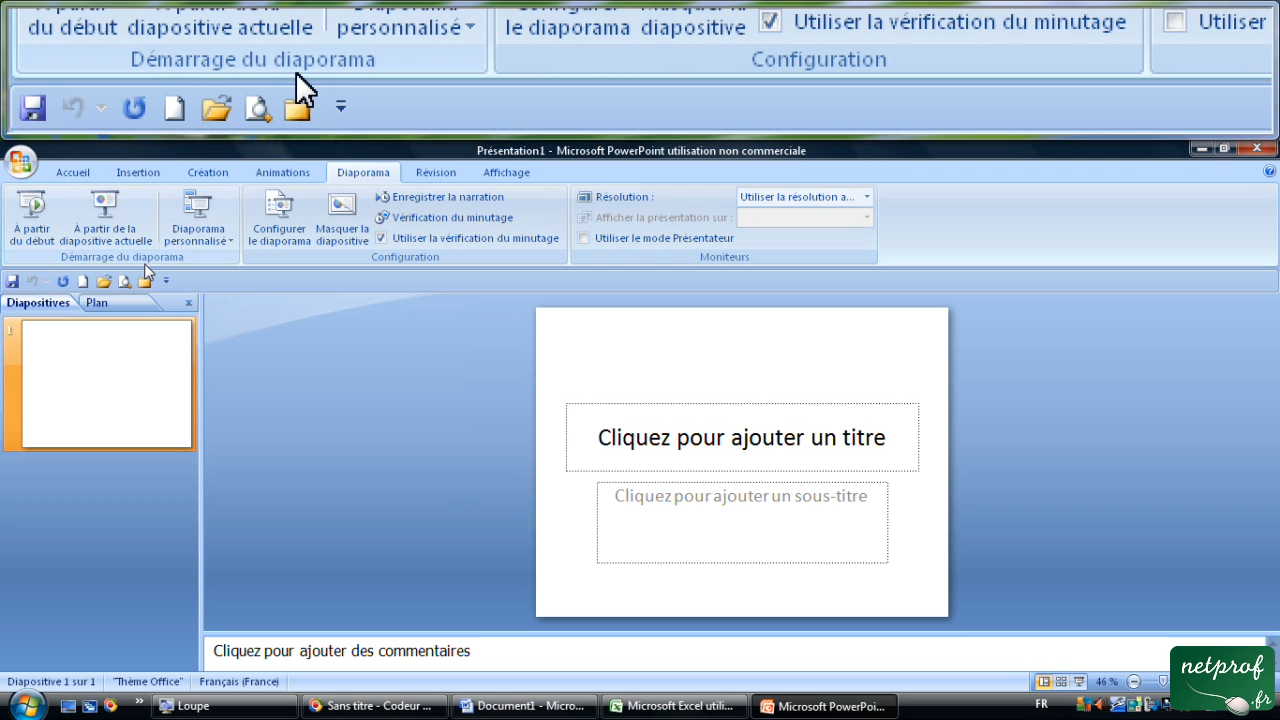 du début diapositive actuelle personnalisé le diaporama diapositive Utiliser la vérification du minutage Utiliser
Démarrage du diaporama Configuration
Présentation1 - Microsoft PowerPoint utilisation non commerciale
Accueil Insertion Création Animations Diaporama Révision Affichage
À partir du début
À partir de la diapositive actuelle
Diaporama personnalisé
Démarrage du diaporama
Configurer le diaporama
Masquer la diapositive
Enregistrer la narration
Vérification du minutage
Utiliser la vérification du minutage
Configuration
Résolution : Utiliser la résolution a...
Afficher la présentation sur :
Utiliser le mode Présentateur
Moniteurs
Diapositives Plan
1
Cliquez pour ajouter un titre
Cliquez pour ajouter un sous-titre
Cliquez pour ajouter des commentaires
Diapositive 1 sur 1 "Thème Office" Français (France) 46 %
Loupe Sans titre - Codeur ... Document1 - Micro... Microsoft Excel utili... Microsoft PowerPoi... FR
netprof
.fr